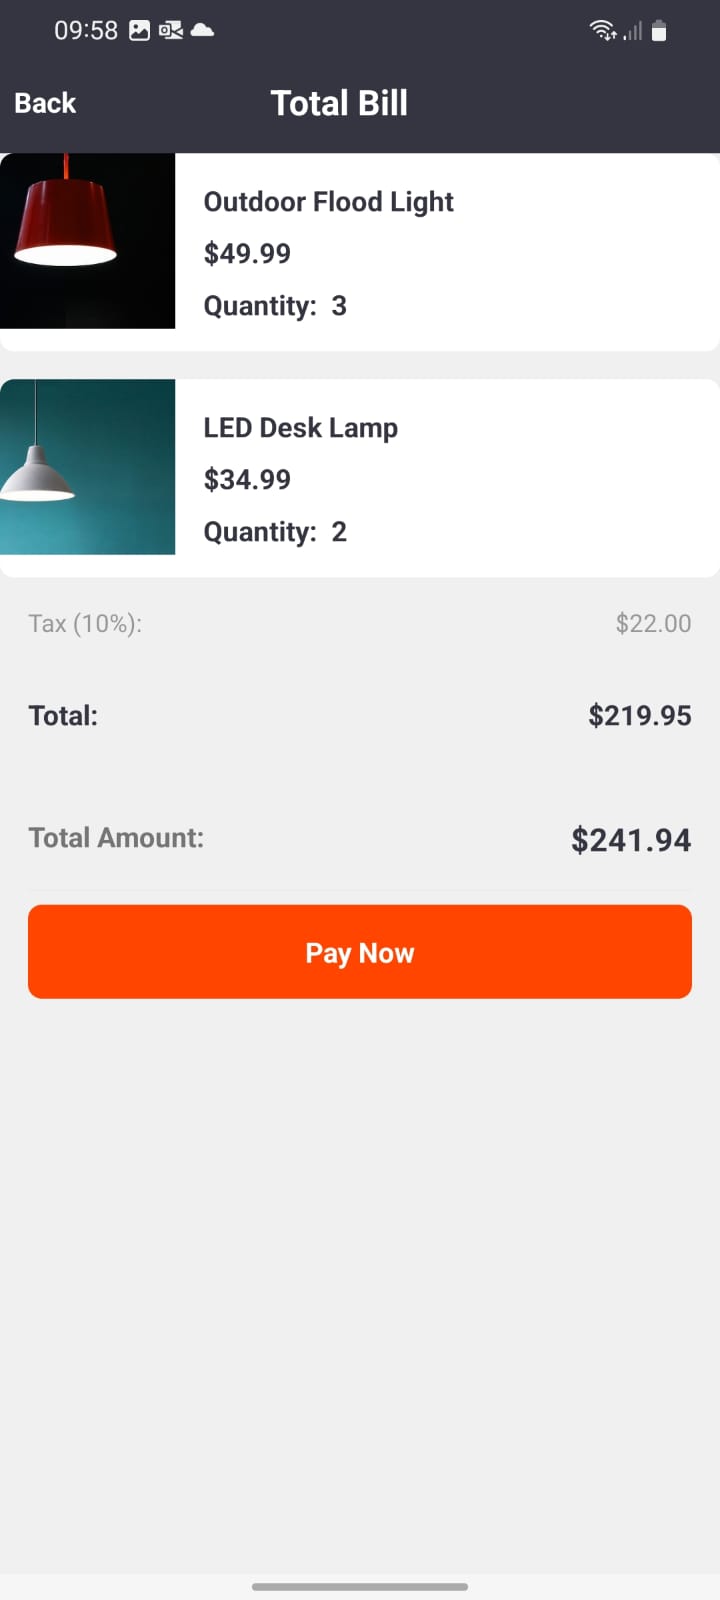 09:58
Back
Total Bill
Outdoor Flood Light
$49.99
Quantity: 3
LED Desk Lamp
$34.99
Quantity: 2
Tax (10%): $22.00
Total: $219.95
Total Amount: $241.94
Pay Now